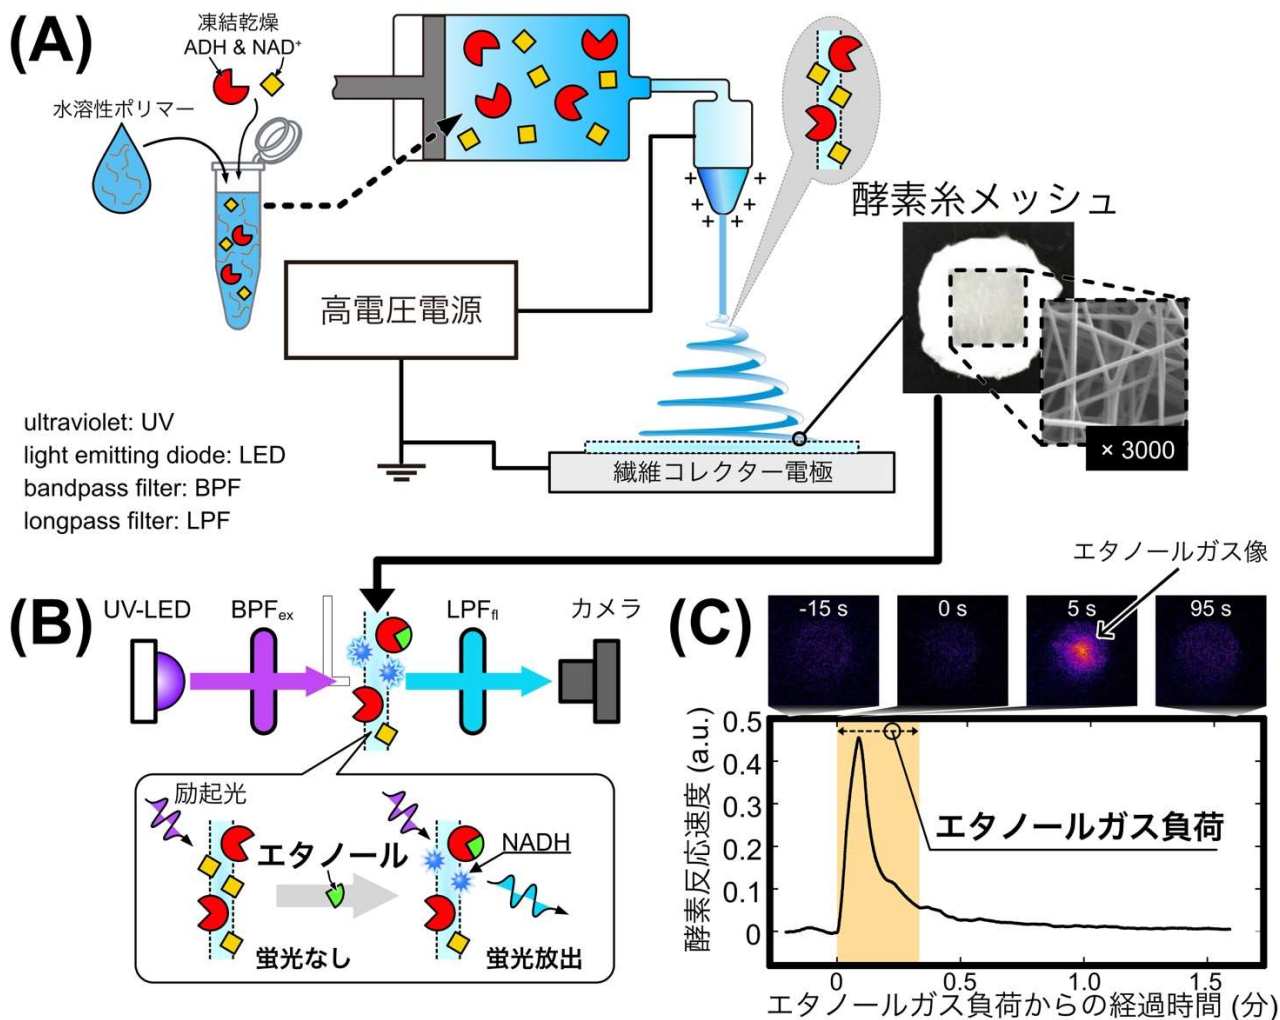 (A)
凍結乾燥
ADH & NAD⁺
水溶性ポリマー
高電圧電源
酵素糸メッシュ
× 3000
繊維コレクター電極
ultraviolet: UV
light emitting diode: LED
bandpass filter: BPF
longpass filter: LPF
(B)
UV-LED
BPFex
LPFfl
カメラ
励起光
エタノール
NADH
蛍光なし
蛍光放出
(C)
エタノールガス像
-15 s
0 s
5 s
95 s
酵素反応速度 (a.u.)
0.5
0.4
0.3
0.2
0.1
0
エタノールガス負荷
0
0.5
1.0
1.5
エタノールガス負荷からの経過時間 (分)